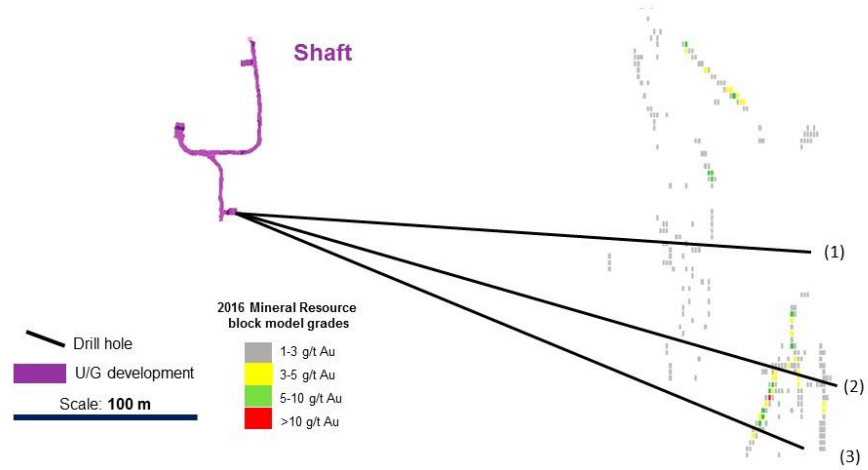 Shaft
(1)
2016 Mineral Resource
block model grades
Drill hole
1-3 g/t Au
U/G development
3-5 g/t Au
(2)
Scale: 100 m
5-10 g/t Au
>10 g/t Au
(3)